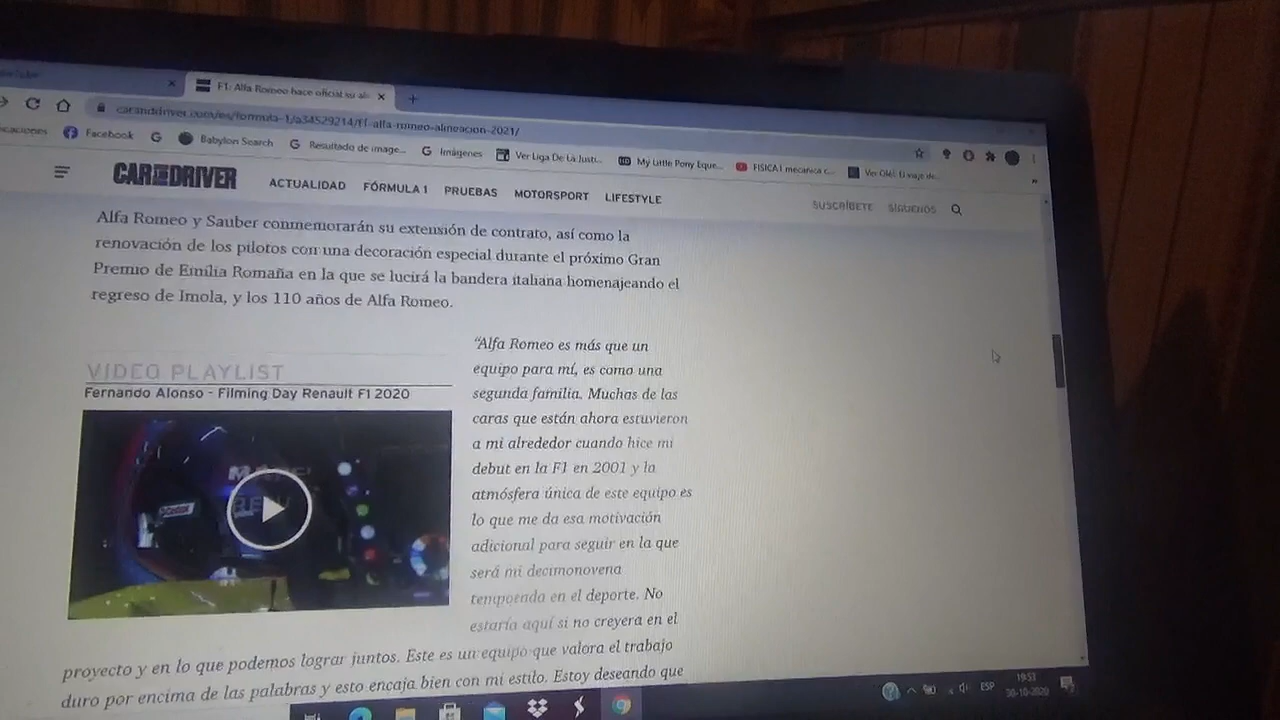 F1: Alfa Romeo hace oficial su al
caranddriver.com/es/formula-1/a34529214/f1-alfa-romeo-alineacion-2021/
caciones Facebook Babylon Search Resultado de image... Imágenes Ver Liga De La Justi... My Little Pony Eque... FISICA I mecanica c... Ver Olé! El viaje de...
CAR AND DRIVER ACTUALIDAD FÓRMULA 1 PRUEBAS MOTORSPORT LIFESTYLE SUSCRÍBETE SÍGUENOS
Alfa Romeo y Sauber conmemorarán su extensión de contrato, así como la
renovación de los pilotos con una decoración especial durante el próximo Gran
Premio de Emilia Romaña en la que se lucirá la bandera italiana homenajeando el
regreso de Imola, y los 110 años de Alfa Romeo.
VIDEO PLAYLIST
Fernando Alonso - Filming Day Renault F1 2020
Castrol
“Alfa Romeo es más que un
equipo para mí, es como una
segunda familia. Muchas de las
caras que están ahora estuvieron
a mi alrededor cuando hice mi
debut en la F1 en 2001 y la
atmósfera única de este equipo es
lo que me da esa motivación
adicional para seguir en la que
será mi decimonovena
temporada en el deporte. No
estaría aquí si no creyera en el
proyecto y en lo que podemos lograr juntos. Este es un equipo que valora el trabajo
duro por encima de las palabras y esto encaja bien con mi estilo. Estoy deseando que
ESP
19:53
30-10-2020